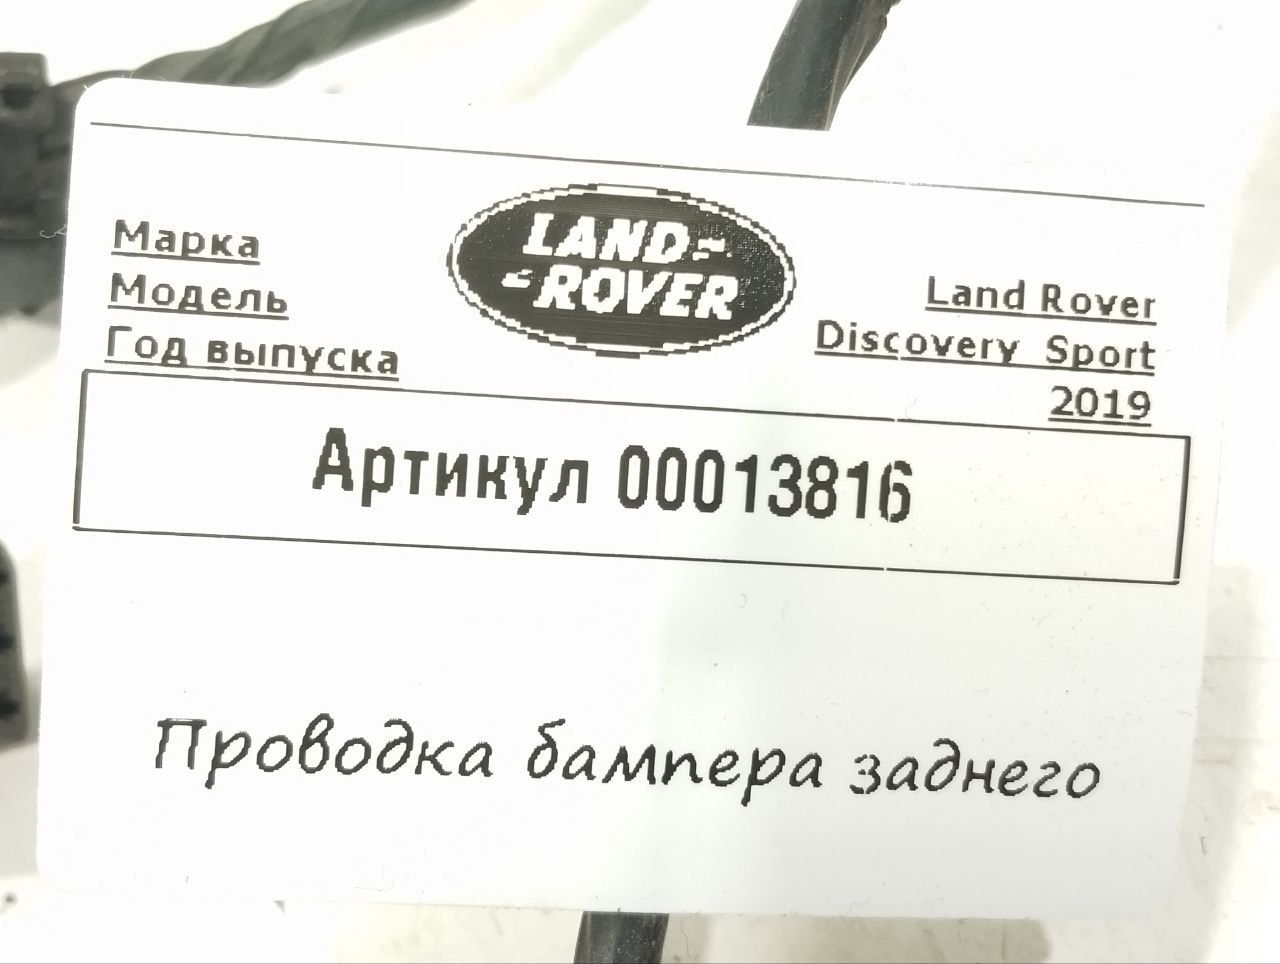 Марка
LAND
ROVER
Land Rover
Модель
Discovery Sport
Год выпуска
2019
Артикул 00013816
Проводка бампера заднего